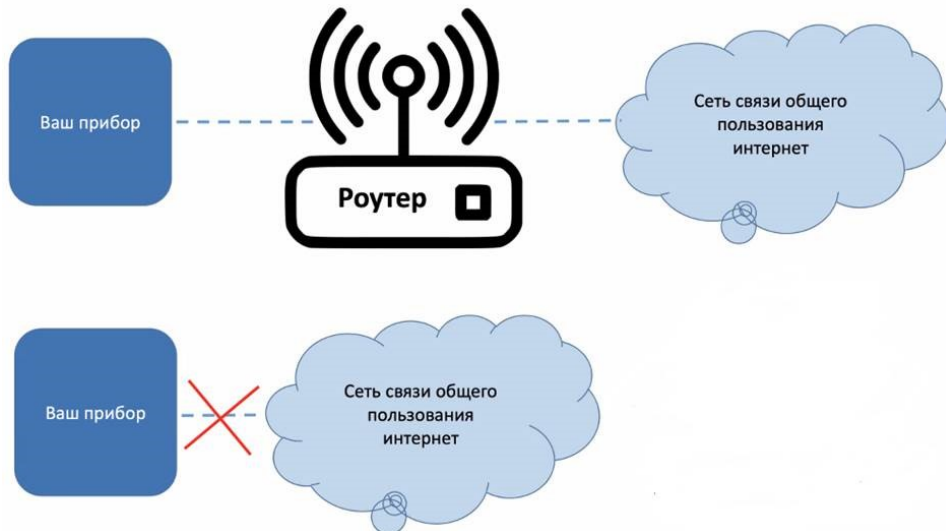 Ваш прибор
Роутер
Сеть связи общего
пользования
интернет
Ваш прибор
Сеть связи общего
пользования
интернет